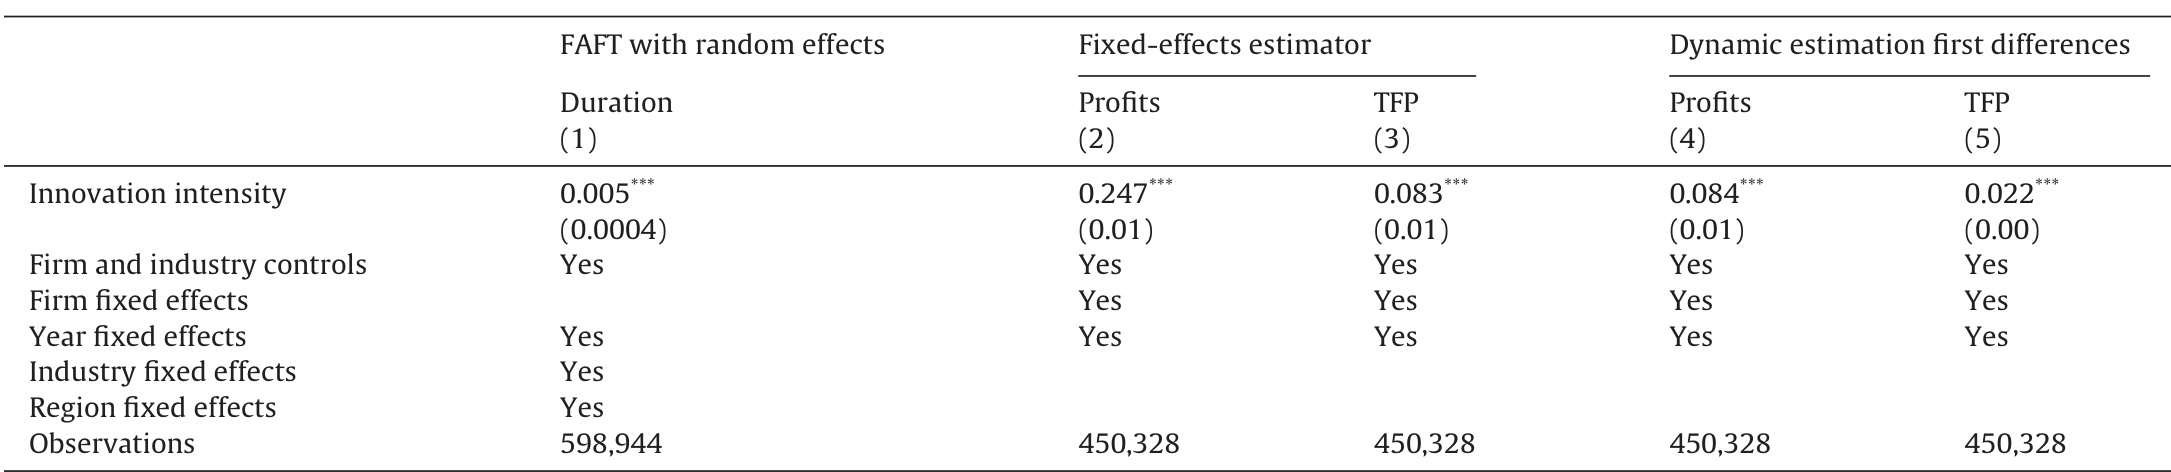 FAFT with random effects Fixed-effects estimator Dynamic estimation first differences
Duration Profits TFP Profits TFP
(1) (2) (3) (4) (5)
Innovation intensity 0.005*** 0.247*** 0.083*** 0.084*** 0.022***
(0.0004) (0.01) (0.01) (0.01) (0.00)
Firm and industry controls Yes Yes Yes Yes Yes
Firm fixed effects Yes Yes Yes Yes
Year fixed effects Yes Yes Yes Yes Yes
Industry fixed effects Yes
Region fixed effects Yes
Observations 598,944 450,328 450,328 450,328 450,328